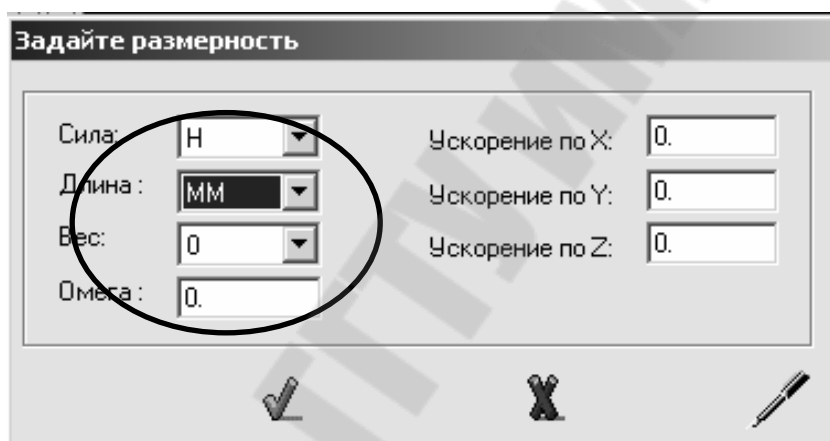 Задайте размерность
Сила: Н Ускорение по X: 0.
Длина : ММ Ускорение по Y: 0.
Вес: 0 Ускорение по Z: 0.
Омега : 0.